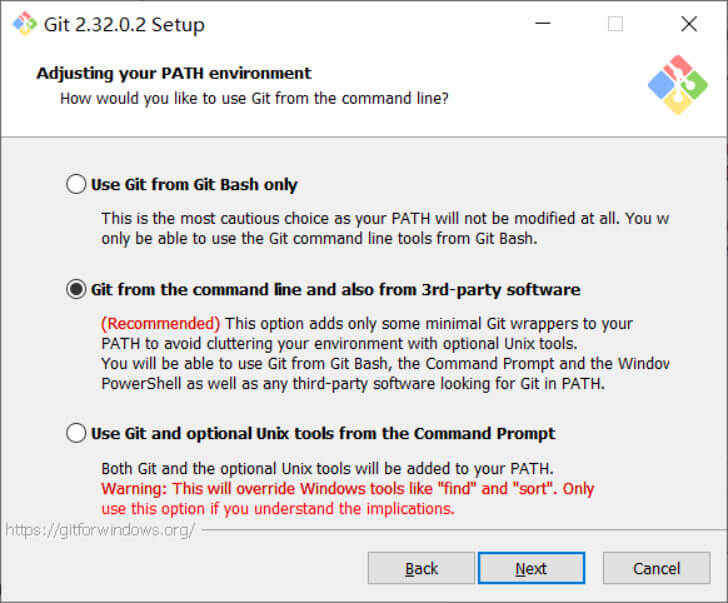 Git 2.32.0.2 Setup
Adjusting your PATH environment
How would you like to use Git from the command line?
Use Git from Git Bash only
This is the most cautious choice as your PATH will not be modified at all. You w
only be able to use the Git command line tools from Git Bash.
Git from the command line and also from 3rd-party software
(Recommended) This option adds only some minimal Git wrappers to your
PATH to avoid cluttering your environment with optional Unix tools.
You will be able to use Git from Git Bash, the Command Prompt and the Window
PowerShell as well as any third-party software looking for Git in PATH.
Use Git and optional Unix tools from the Command Prompt
Both Git and the optional Unix tools will be added to your PATH.
Warning: This will override Windows tools like "find" and "sort". Only
use this option if you understand the implications.
https://gitforwindows.org/
Back Next Cancel